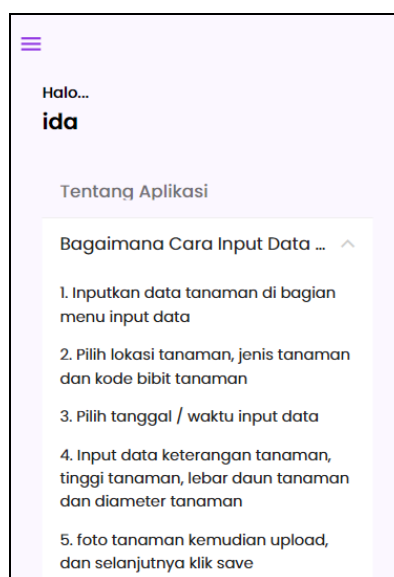 Halo...
ida
Tentang Aplikasi
Bagaimana Cara Input Data ...
1. Inputkan data tanaman di bagian
menu input data
2. Pilih lokasi tanaman, jenis tanaman
dan kode bibit tanaman
3. Pilih tanggal / waktu input data
4. Input data keterangan tanaman,
tinggi tanaman, lebar daun tanaman
dan diameter tanaman
5. foto tanaman kemudian upload,
dan selanjutnya klik save